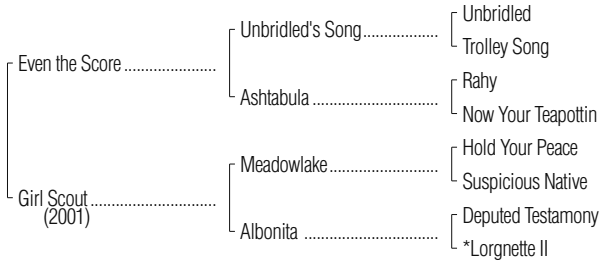 Unbridled
Unbridled's Song..................
Trolley Song
Even the Score ......................
Rahy
Ashtabula ..............................
Now Your Teapottin
Hold Your Peace
Meadowlake..........................
Suspicious Native
Girl Scout ..............................
(2001)
Deputed Testamony
Albonita ................................
*Lorgnette II